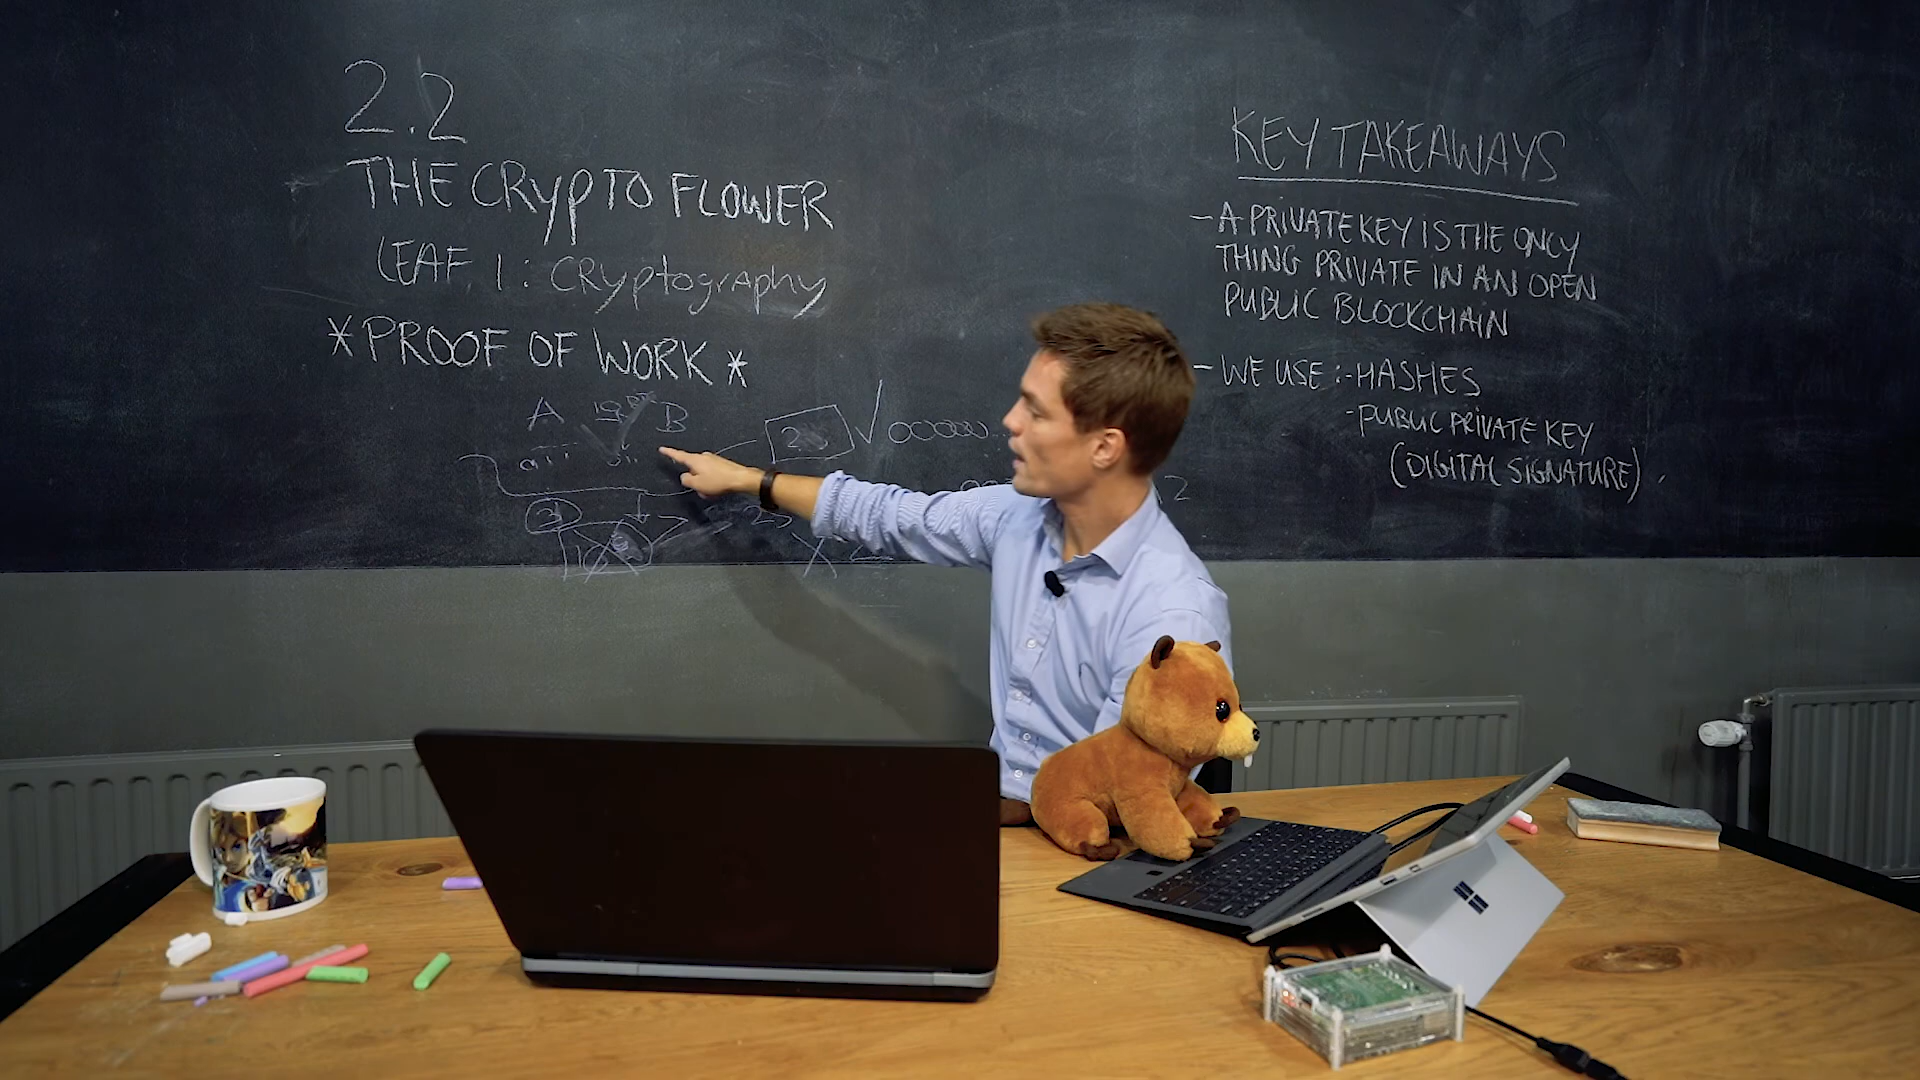 2.2
THE CRYPTO FLOWER
LEAF 1: CRYPTOGRAPHY
*PROOF OF WORK*
A B
KEY TAKEAWAYS
- A PRIVATE KEY IS THE ONLY
THING PRIVATE IN AN OPEN
PUBLIC BLOCKCHAIN
- WE USE :- HASHES
- PUBLIC PRIVATE KEY
(DIGITAL SIGNATURE).